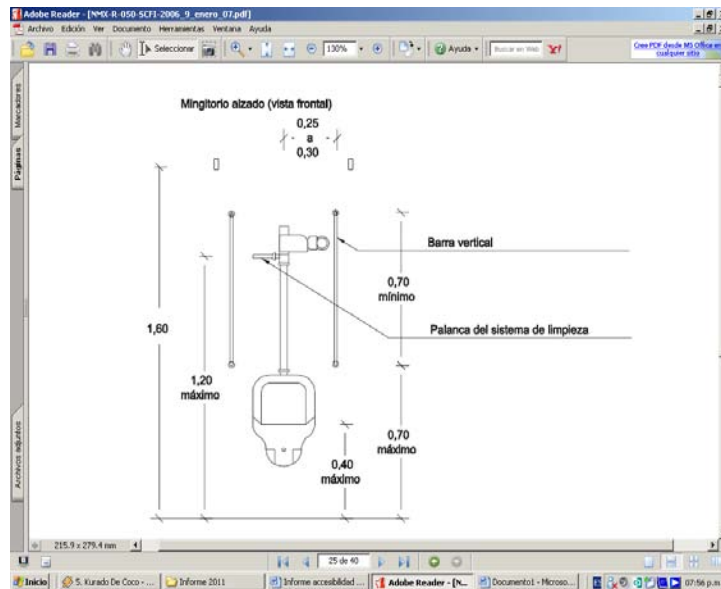 Adobe Reader - [NMX-R-050-SCFI-2006_9_enero_07.pdf]
Archivo Edición Ver Documento Herramientas Ventana Ayuda
Seleccionar
130%
Ayuda
Buscar en Web
Y!
Cree PDF desde MS Office en
cualquier sitio
Marcadores
Páginas
Archivos adjuntos
Mingitorio alzado (vista frontal)
0,25
a
0,30
Barra vertical
0,70
mínimo
1,60
Palanca del sistema de limpieza
1,20
máximo
0,70
máximo
0,40
máximo
215.9 x 279.4 mm
25 de 40
Inicio
5. Kurado De Coco - ...
Informe 2011
Informe accesbilidad ...
Adobe Reader - [N...
Documento1 - Microso...
07:56 p.m.